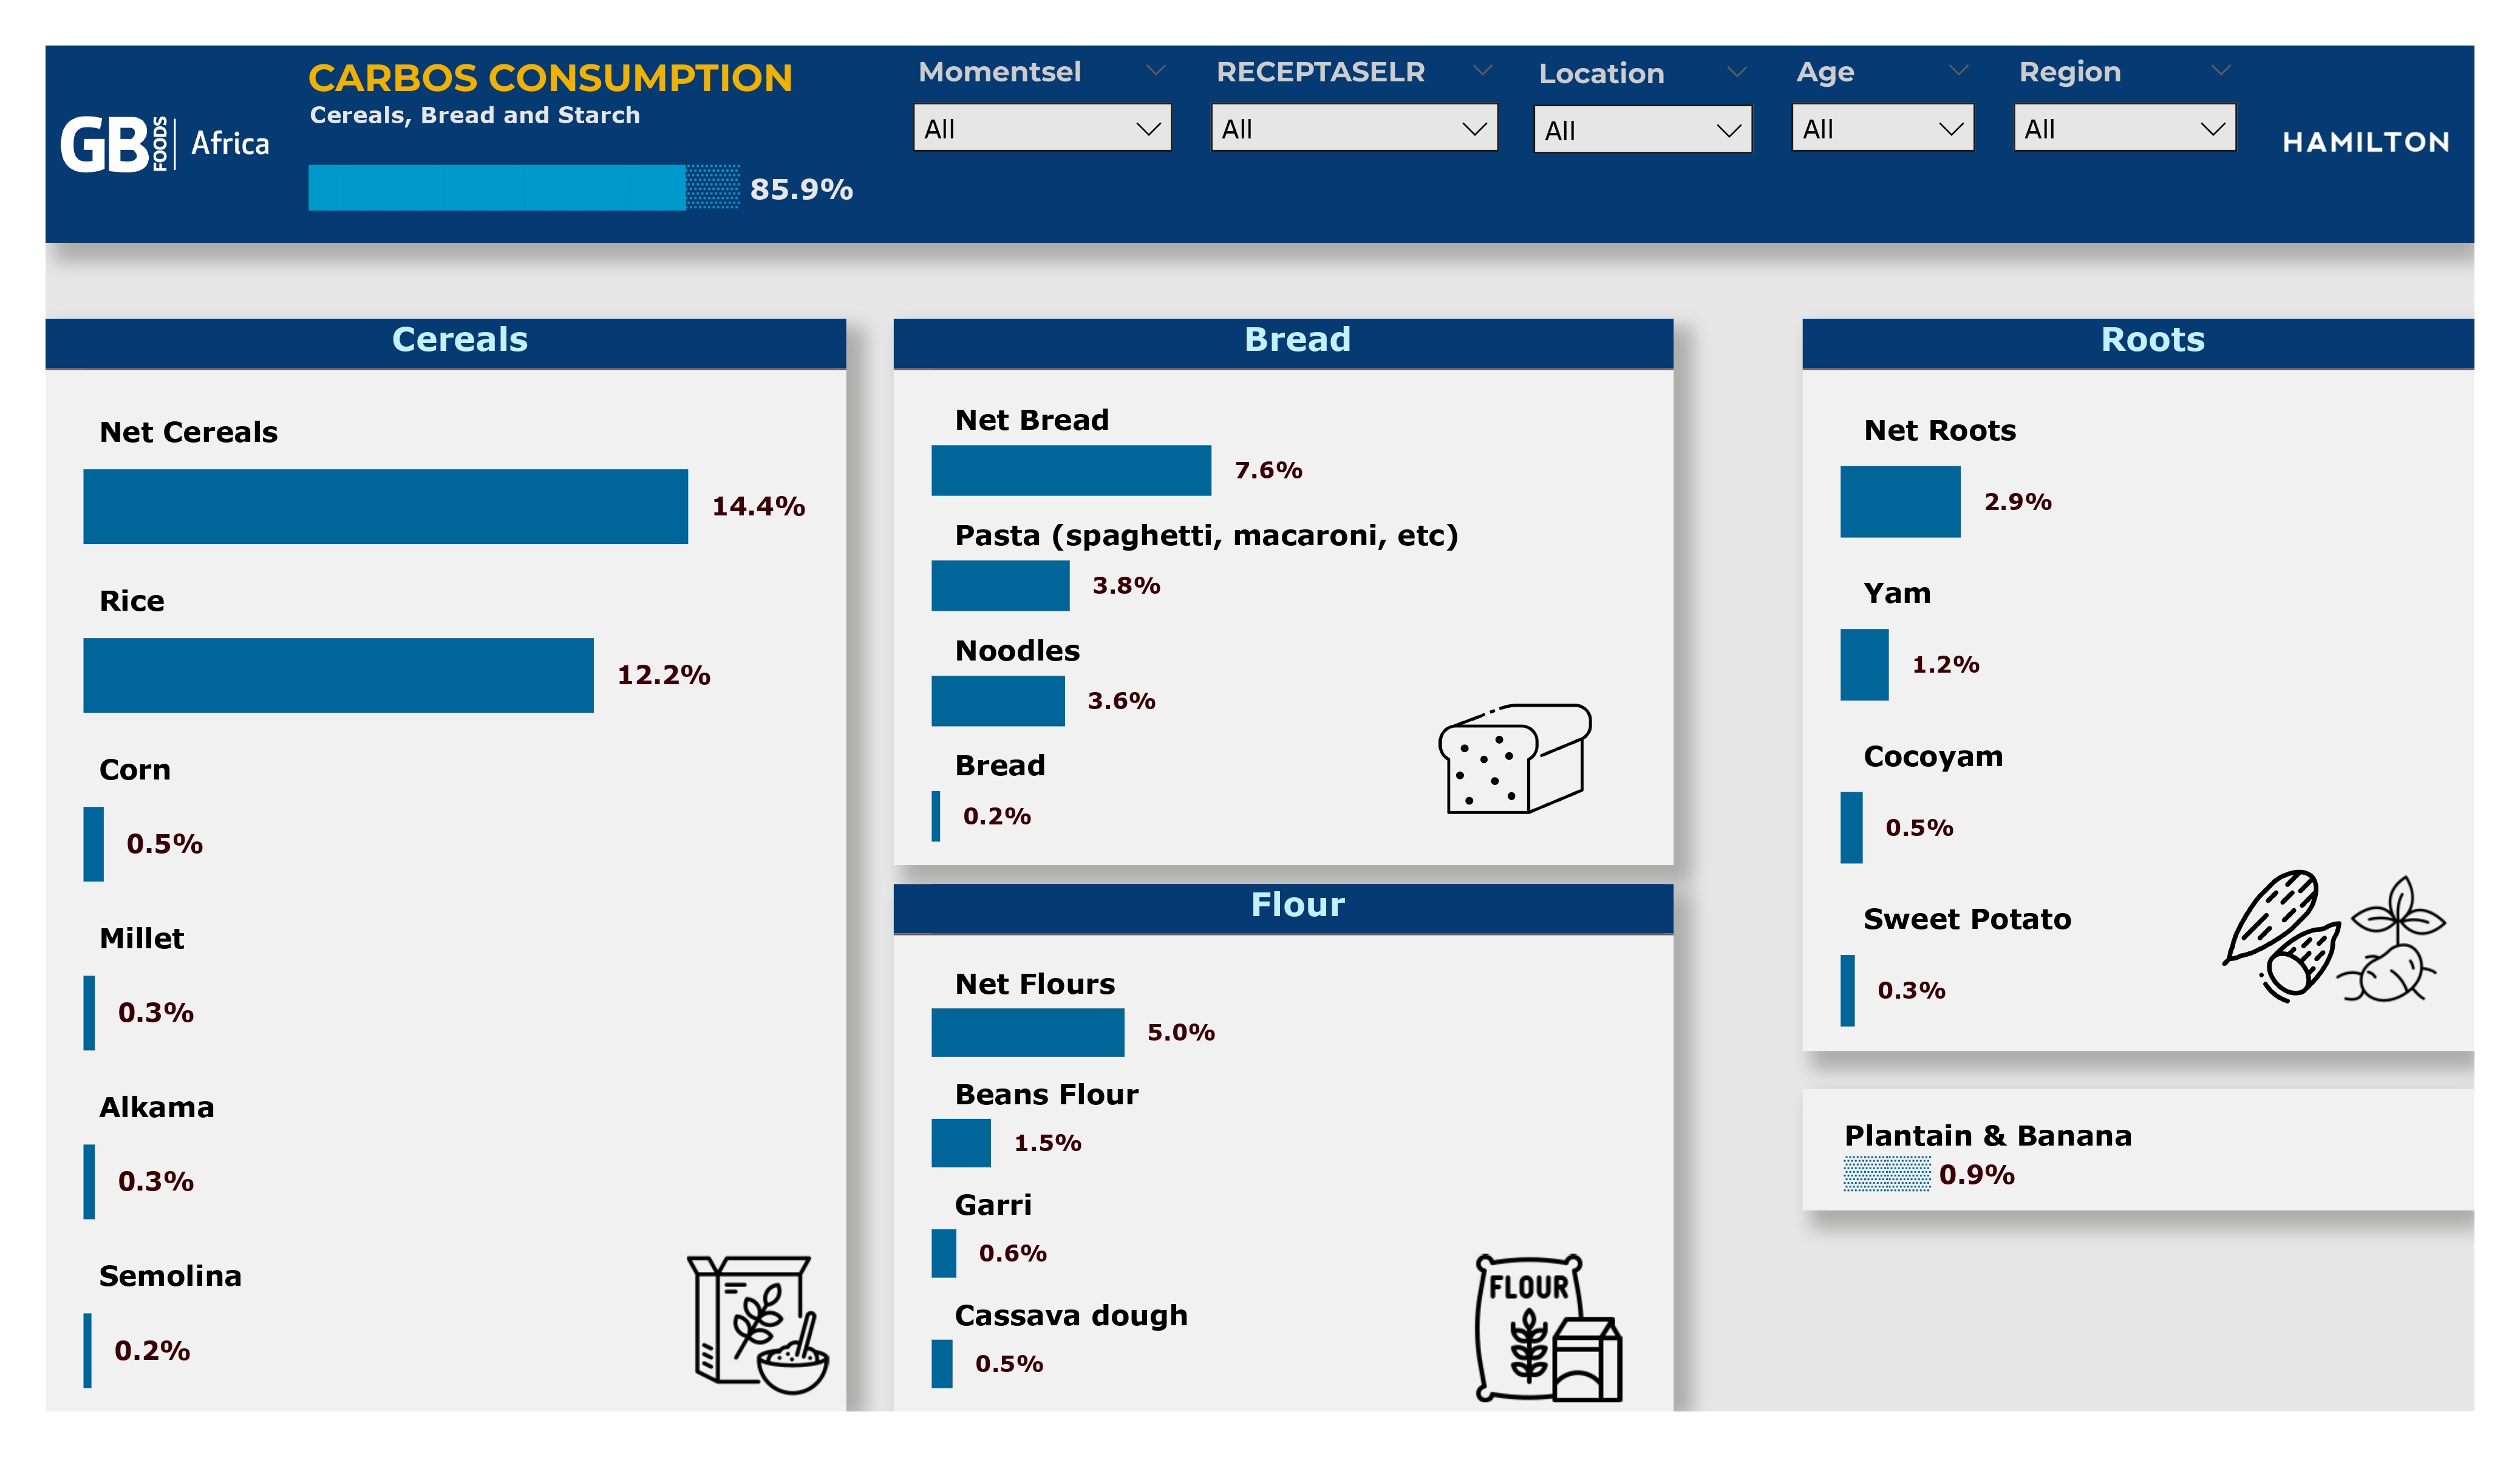 GB FOODS Africa
CARBOS CONSUMPTION
Cereals, Bread and Starch
85.9%
Momentsel
All
RECEPTASELR
All
Location
All
Age
All
Region
All
HAMILTON
Cereals
Net Cereals
14.4%
Rice
12.2%
Corn
0.5%
Millet
0.3%
Alkama
0.3%
Semolina
0.2%
Bread
Net Bread
7.6%
Pasta (spaghetti, macaroni, etc)
3.8%
Noodles
3.6%
Bread
0.2%
Flour
Net Flours
5.0%
Beans Flour
1.5%
Garri
0.6%
Cassava dough
0.5%
FLOUR
Roots
Net Roots
2.9%
Yam
1.2%
Cocoyam
0.5%
Sweet Potato
0.3%
Plantain & Banana
0.9%